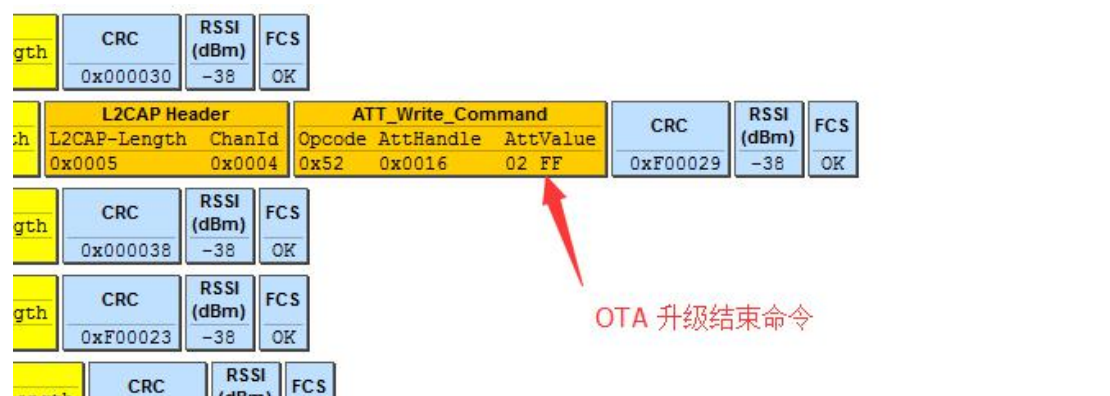 gth CRC RSSI (dBm) FCS
0x000030 -38 OK
L2CAP Header ATT_Write_Command CRC RSSI (dBm) FCS
th L2CAP-Length ChanId Opcode AttHandle AttValue
0x0005 0x0004 0x52 0x0016 02 FF 0xF00029 -38 OK
gth CRC RSSI (dBm) FCS
0x000038 -38 OK
OTA 升级结束命令
gth CRC RSSI (dBm) FCS
0xF00023 -38 OK
CRC RSSI (dBm) FCS